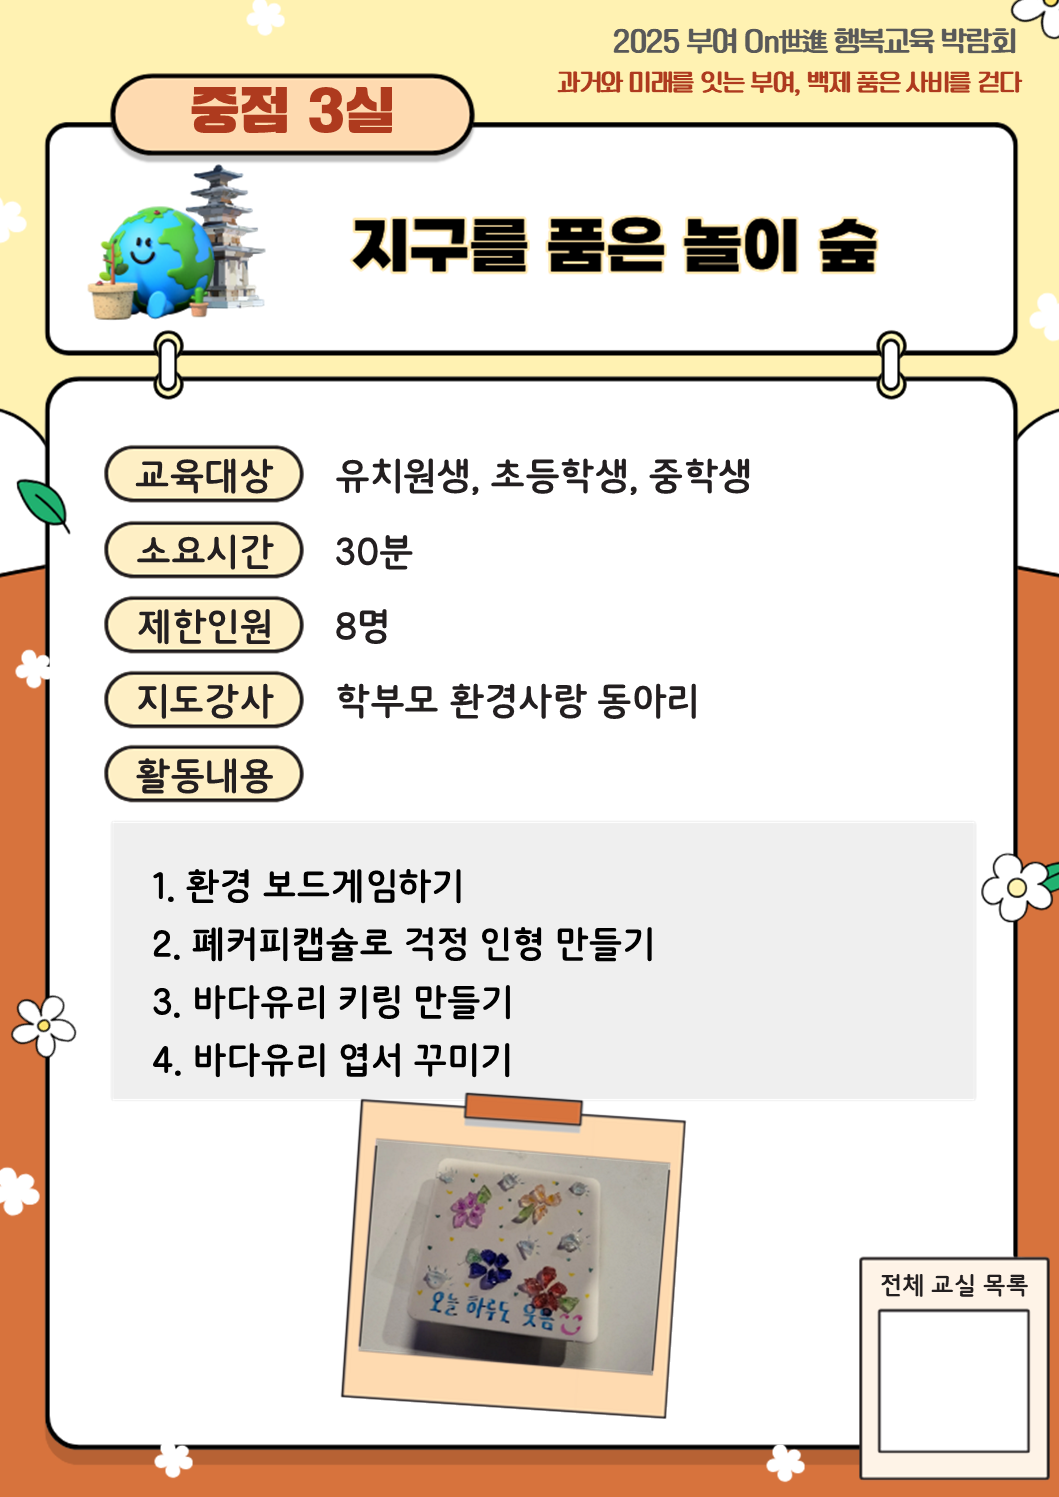 2025 부여 On世進 행복교육 박람회
과거와 미래를 잇는 부여, 백제 품은 사비를 걷다
중점 3실
지구를 품은 놀이 숲
교육대상 유치원생, 초등학생, 중학생
소요시간 30분
제한인원 8명
지도강사 학부모 환경사랑 동아리
활동내용
1. 환경 보드게임하기
2. 폐커피캡슐로 걱정 인형 만들기
3. 바다유리 키링 만들기
4. 바다유리 엽서 꾸미기
오늘 하루도 웃음
전체 교실 목록